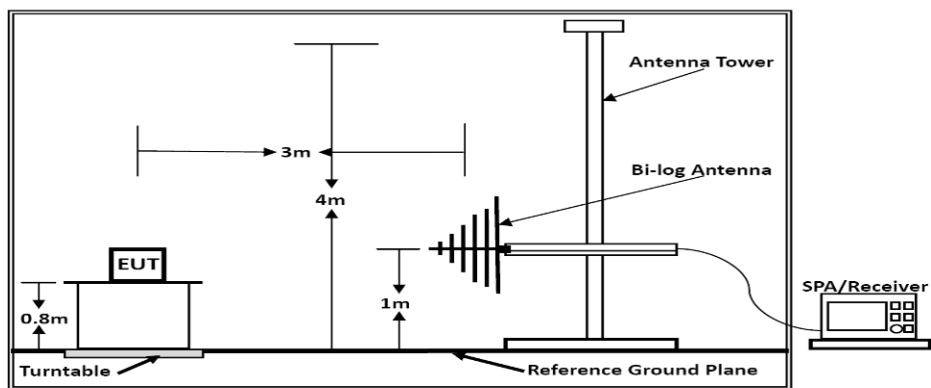 Antenna Tower
3m
Bi-log Antenna
4m
EUT
SPA/Receiver
1m
0.8m
Turntable
Reference Ground Plane